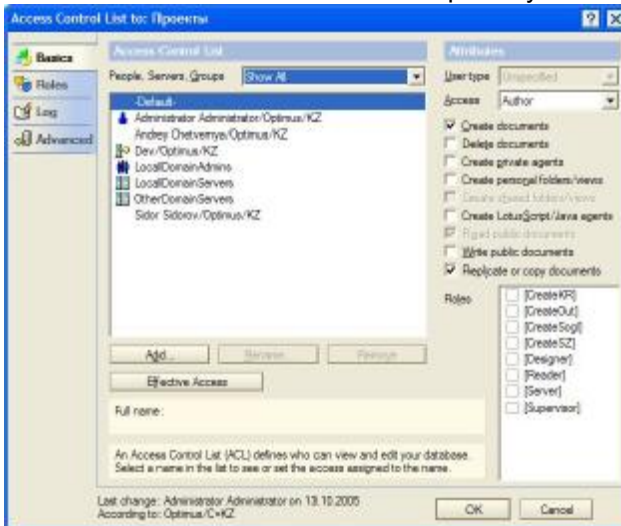 Access Control List to: Проекты
Basics
Roles
Log
Advanced
Access Control List
People, Servers, Groups
Show All
-Default-
Administrator Administrator/Optimus/KZ
Andrey Chetvernya/Optimus/KZ
Dev/Optimus/KZ
LocalDomainAdmins
LocalDomainServers
OtherDomainServers
Sidor Sidorov/Optimus/KZ
Add...
Rename...
Remove
Effective Access
Full name:
An Access Control List (ACL) defines who can view and edit your database.
Select a name in the list to see or set the access assigned to the name.
Attributes
User type
Unspecified
Access
Author
Create documents
Delete documents
Create private agents
Create personal folders/views
Create shared folders/views
Create LotusScript/Java agents
Read public documents
Write public documents
Replicate or copy documents
Roles
[CreateKR]
[CreateOut]
[CreateSogl]
[CreateSZ]
[Designer]
[Reader]
[Server]
[Supervisor]
Last change: Administrator Administrator on 13.10.2005
According to: Optimus/C=KZ
OK
Cancel